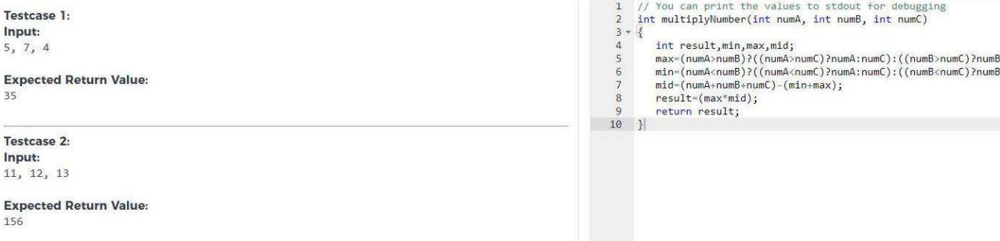 Testcase 1:
Input:
5, 7, 4
Expected Return Value:
35
Testcase 2:
Input:
11, 12, 13
Expected Return Value:
156
1 // You can print the values to stdout for debugging
2 int multiplyNumber(int numA, int numB, int numC)
3 {
4 int result,min,max,mid;
5 max=(numA>numB)?((numA>numC)?numA:numC):((numB>numC)?numB
6 min=(numA<numB)?((numA<numC)?numA:numC):((numB<numC)?numB
7 mid=(numA+numB+numC)-(min+max);
8 result=(max*mid);
9 return result;
10 }